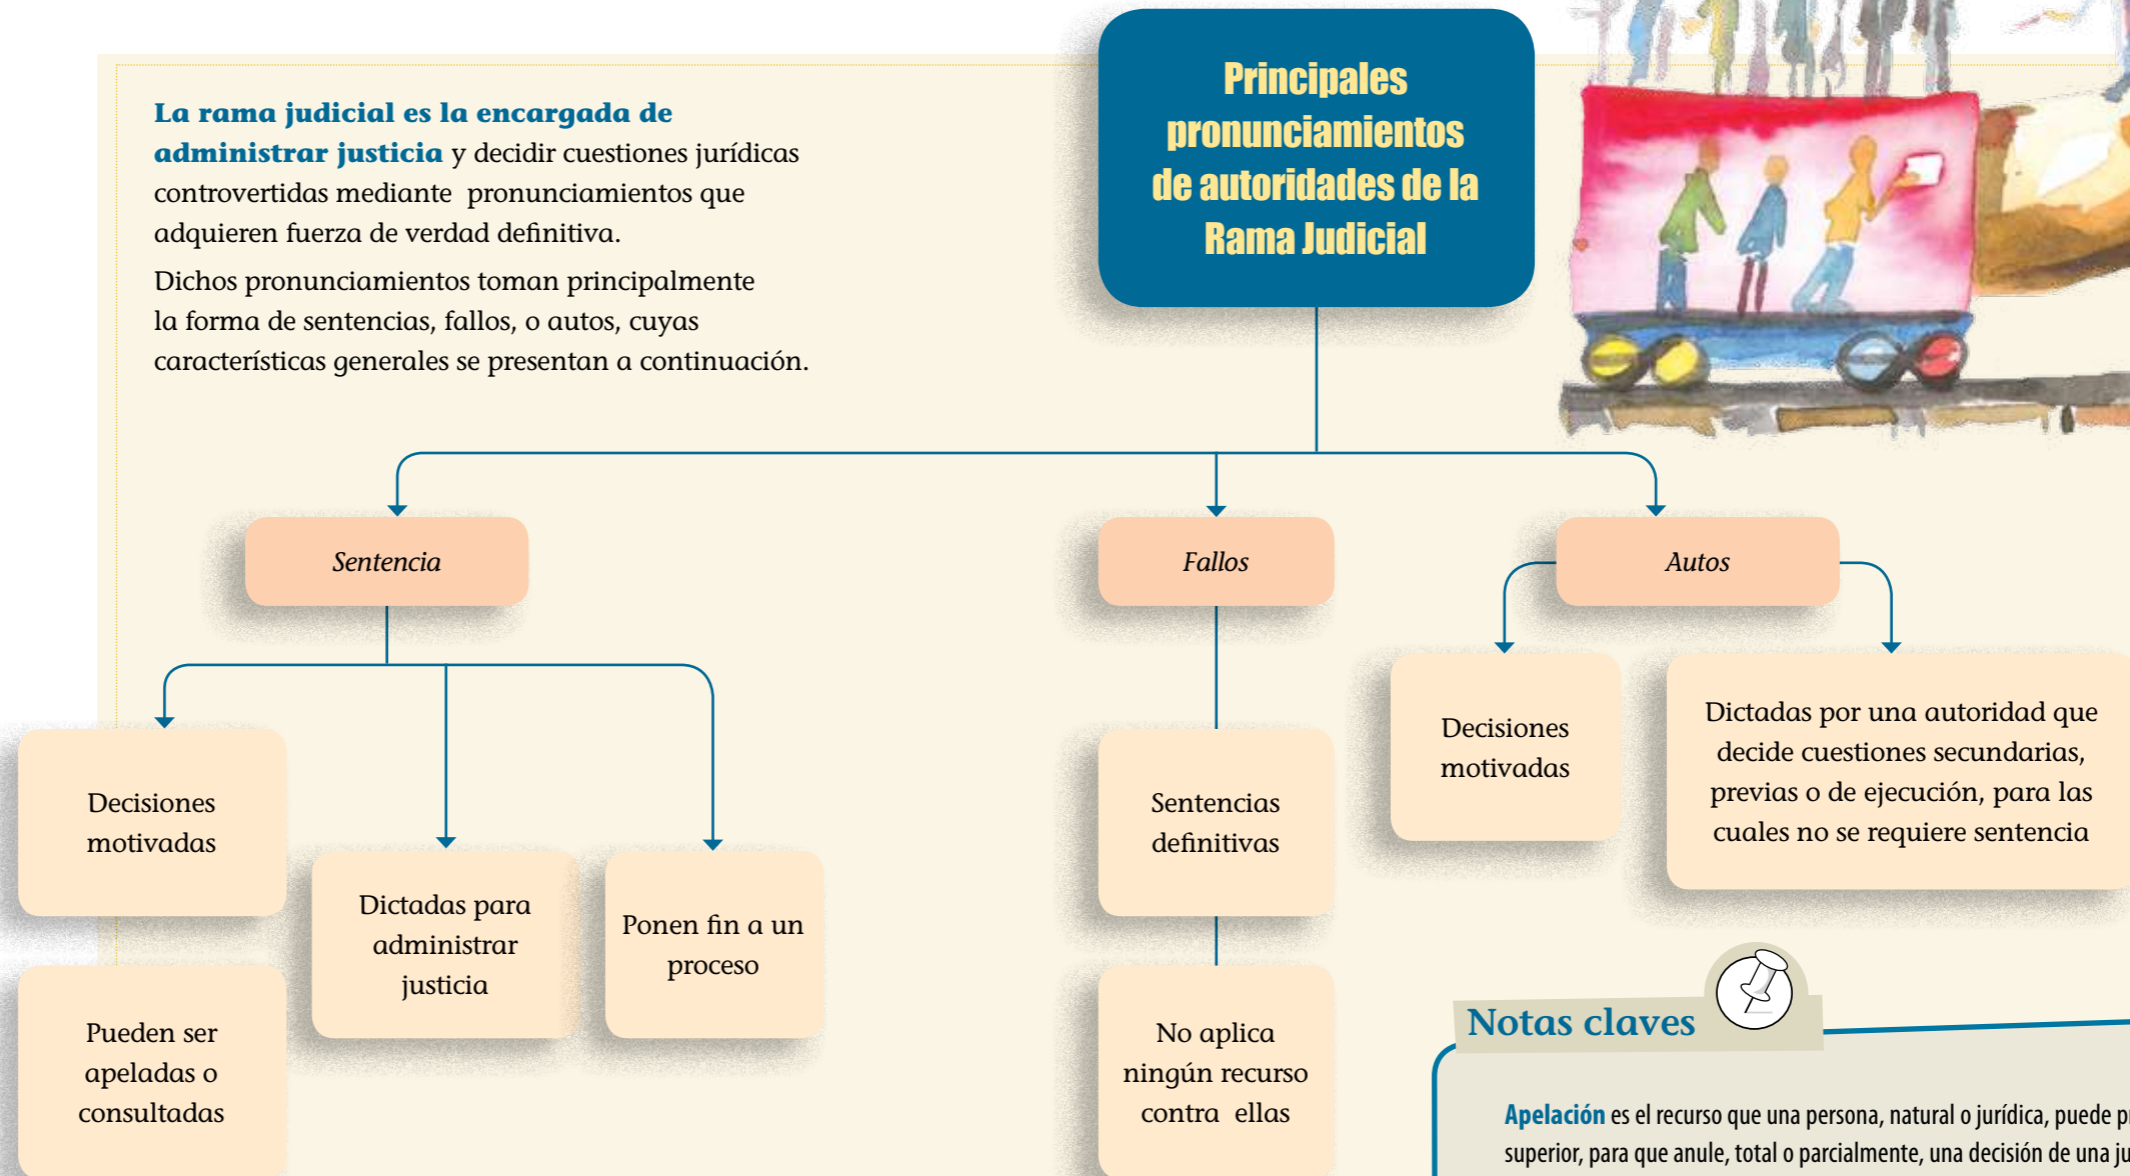 La rama judicial es la encargada de
administrar justicia y decidir cuestiones jurídicas
controvertidas mediante pronunciamientos que
adquieren fuerza de verdad definitiva.
Dichos pronunciamientos toman principalmente
la forma de sentencias, fallos, o autos, cuyas
características generales se presentan a continuación.
Principales
pronunciamientos
de autoridades de la
Rama Judicial
Sentencia
Decisiones
motivadas
Pueden ser
apeladas o
consultadas
Dictadas para
administrar
justicia
Ponen fin a un
proceso
Fallos
Sentencias
definitivas
No aplica
ningún recurso
contra ellas
Autos
Decisiones
motivadas
Dictadas por una autoridad que
decide cuestiones secundarias,
previas o de ejecución, para las
cuales no se requiere sentencia
Notas claves
Apelación es el recurso que una persona, natural o jurídica, puede
superior, para que anule, total o parcialmente, una decisión de una